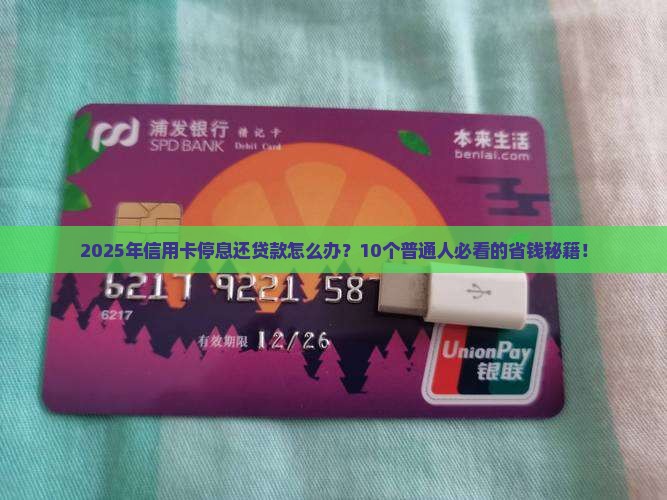 浦发银行 借记卡
SPD BANK Debit Card
本来生活
benlai.com
2025年信用卡停息还贷款怎么办？10个普通人必看的省钱秘籍！
6217 9221 58
6217
有效期限 12/26
UnionPay
银联